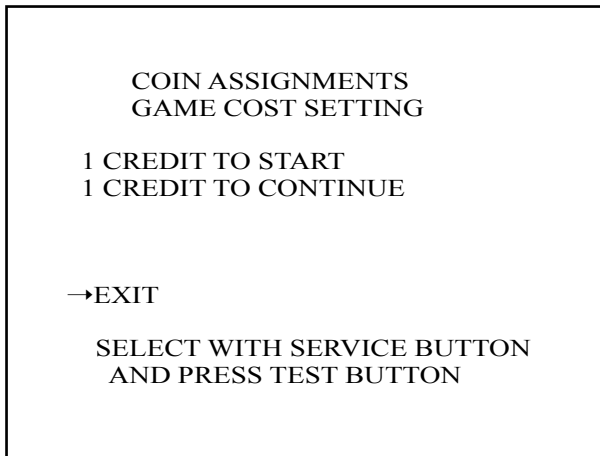 COIN ASSIGNMENTS
GAME COST SETTING
1 CREDIT TO START
1 CREDIT TO CONTINUE
→EXIT
SELECT WITH SERVICE BUTTON
AND PRESS TEST BUTTON